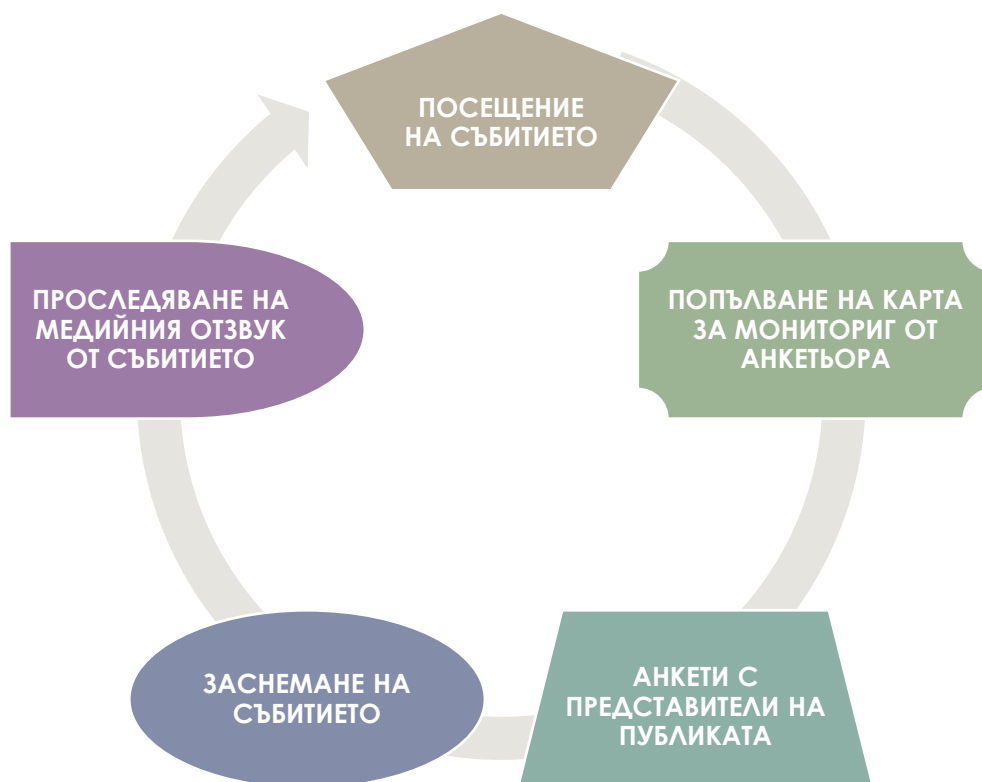 ПОСЕЩЕНИЕ
НА СЪБИТИЕТО
ПОПЪЛВАНЕ НА КАРТА
ЗА МОНИТОРИГ ОТ
АНКЕТЬОРА
АНКЕТИ С
ПРЕДСТАВИТЕЛИ НА
ПУБЛИКАТА
ЗАСНЕМАНЕ НА
СЪБИТИЕТО
ПРОСЛЕДЯВАНЕ НА
МЕДИЙНИЯ ОТЗВУК
ОТ СЪБИТИЕТО